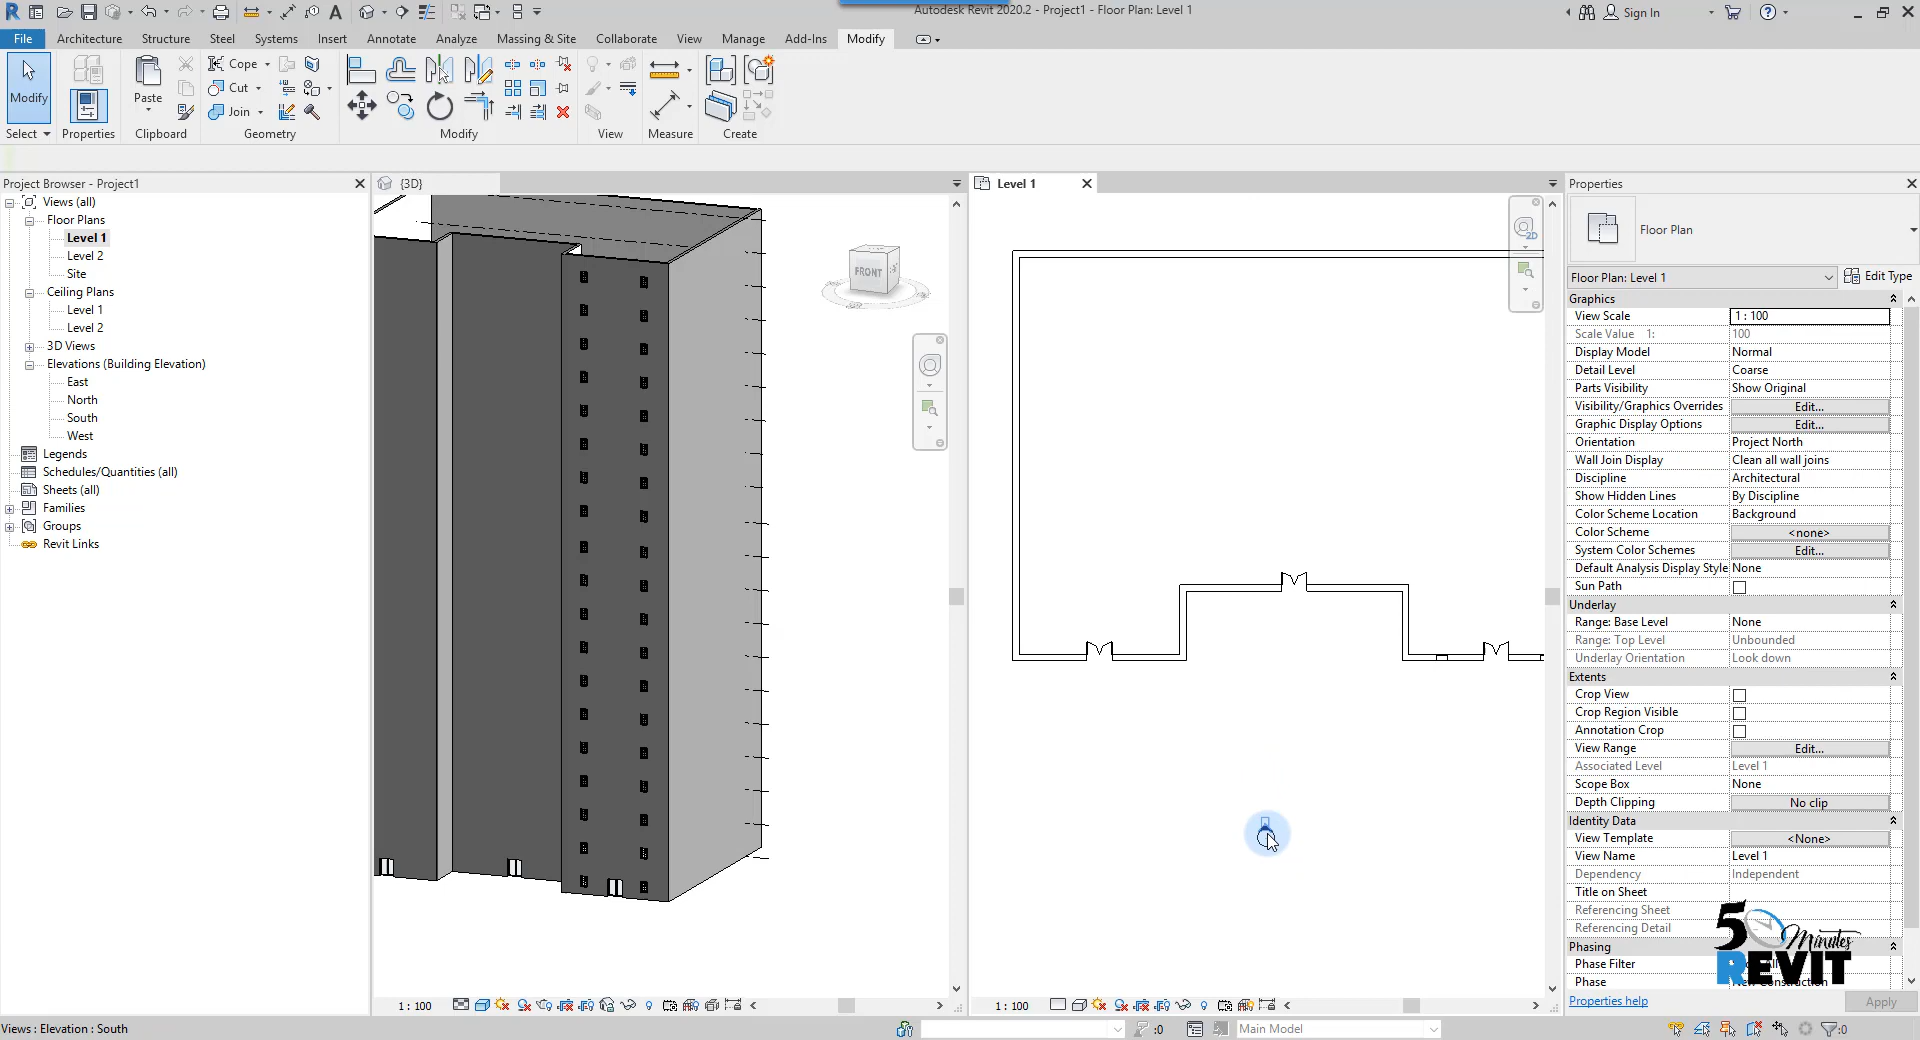 Autodesk Revit 2020.2 - Project1 - Floor Plan: Level 1
Sign In
File
Architecture
Structure
Steel
Systems
Insert
Annotate
Analyze
Massing & Site
Collaborate
View
Manage
Add-Ins
Modify
Modify
Paste
Cope
Cut
Join
Select
Properties
Clipboard
Geometry
Modify
View
Measure
Create
Project Browser - Project1
Views (all)
Floor Plans
Level 1
Level 2
Site
Ceiling Plans
Level 1
Level 2
3D Views
Elevations (Building Elevation)
East
North
South
West
Legends
Schedules/Quantities (all)
Sheets (all)
Families
Groups
Revit Links
{3D}
FRONT
1 : 100
Level 1
2D
1 : 100
Properties
Floor Plan
Floor Plan: Level 1
Edit Type
Graphics
View Scale 1 : 100
Scale Value 1: 100
Display Model Normal
Detail Level Coarse
Parts Visibility Show Original
Visibility/Graphics Overrides Edit...
Graphic Display Options Edit...
Orientation Project North
Wall Join Display Clean all wall joins
Discipline Architectural
Show Hidden Lines By Discipline
Color Scheme Location Background
Color Scheme <none>
System Color Schemes Edit...
Default Analysis Display Style None
Sun Path
Underlay
Range: Base Level None
Range: Top Level Unbounded
Underlay Orientation Look down
Extents
Crop View
Crop Region Visible
Annotation Crop
View Range Edit...
Associated Level Level 1
Scope Box None
Depth Clipping No clip
Identity Data
View Template <None>
View Name Level 1
Dependency Independent
Title on Sheet
Referencing Sheet
Referencing Detail
Phasing
Phase Filter
Phase New Construction
5 Minutes
REVIT
Properties help
Apply
Views : Elevation : South
:0
Main Model
:0